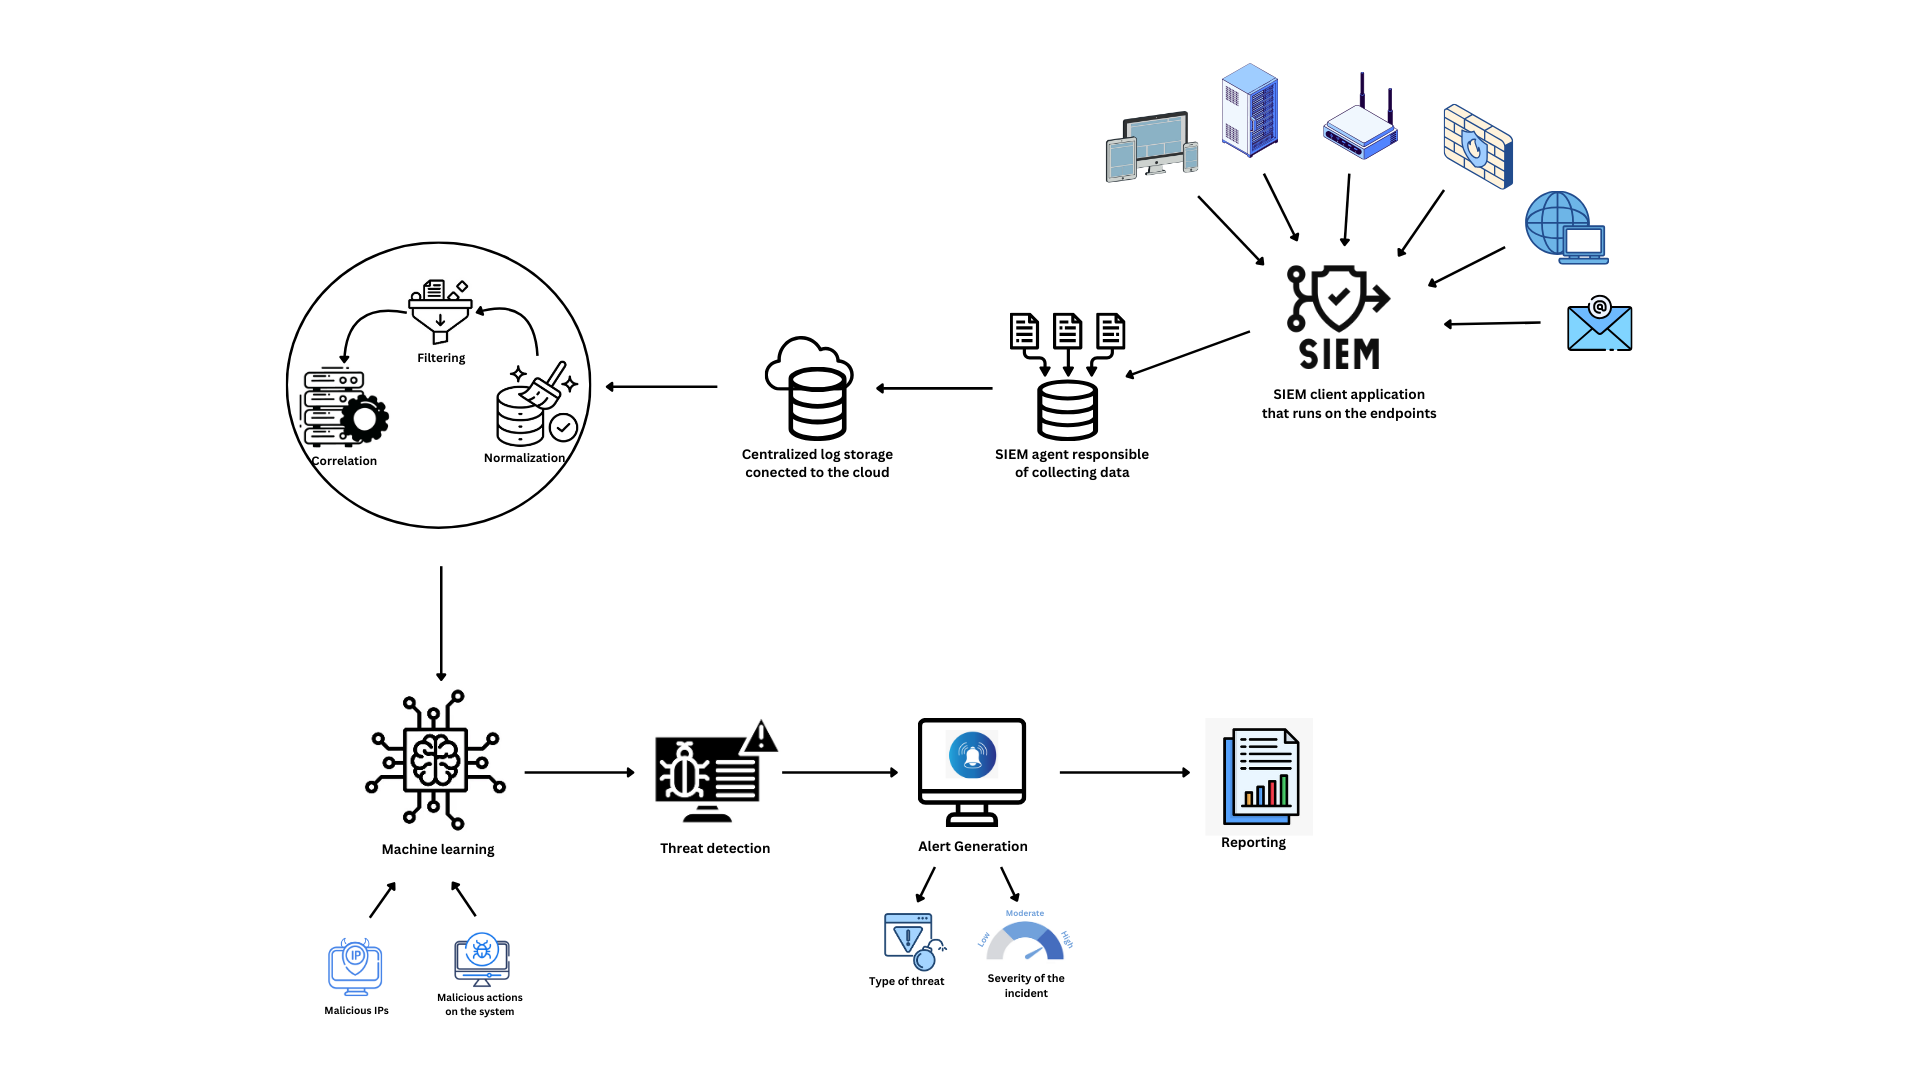 SIEM
SIEM client application
that runs on the endpoints
SIEM agent responsible
of collecting data
Centralized log storage
conected to the cloud
Filtering
Correlation
Normalization
Machine learning
Threat detection
Alert Generation
Reporting
IP
Malicious IPs
Malicious actions
on the system
Type of threat
Low
Moderate
High
Severity of the
incident